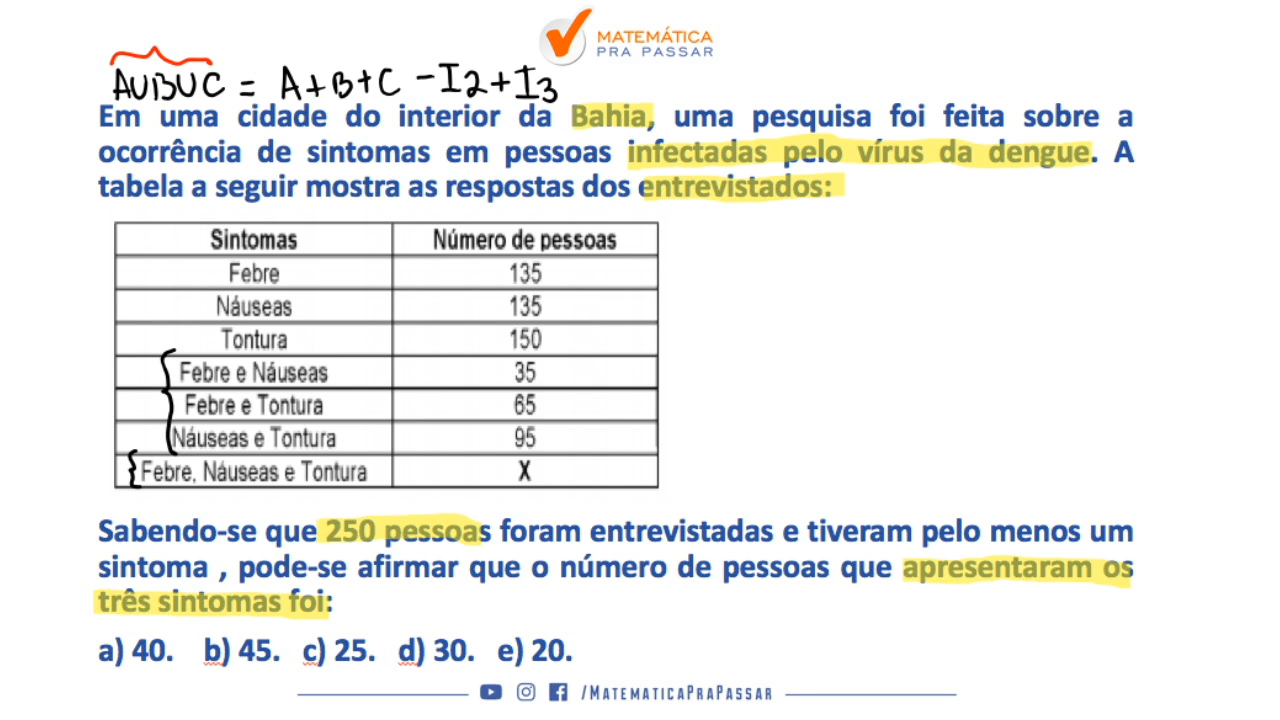 MATEMÁTICA
PRA PASSAR
AUBUC = A+B+C -I2+I3
Em uma cidade do interior da Bahia, uma pesquisa foi feita sobre a
ocorrência de sintomas em pessoas infectadas pelo vírus da dengue. A
tabela a seguir mostra as respostas dos entrevistados:
Sintomas Número de pessoas
Febre 135
Náuseas 135
Tontura 150
Febre e Náuseas 35
Febre e Tontura 65
Náuseas e Tontura 95
Febre, Náuseas e Tontura X
Sabendo-se que 250 pessoas foram entrevistadas e tiveram pelo menos um
sintoma , pode-se afirmar que o número de pessoas que apresentaram os
três sintomas foi:
a) 40. b) 45. c) 25. d) 30. e) 20.
/MATEMATICAPRAPASSAR